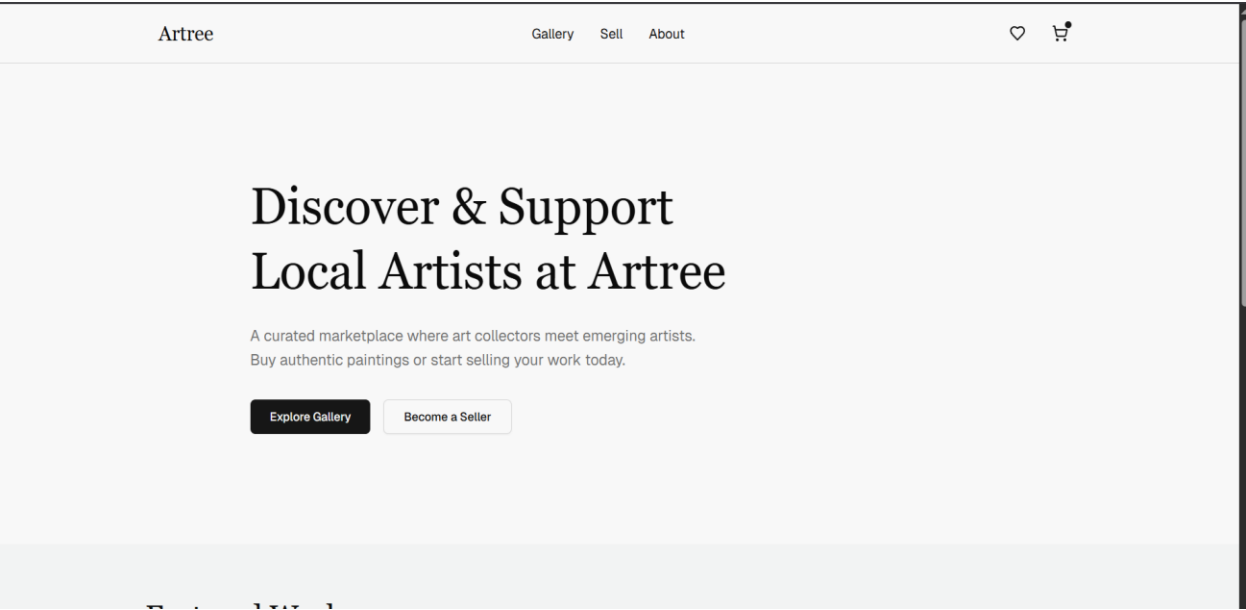 Artree
Gallery Sell About
Discover & Support
Local Artists at Artree
A curated marketplace where art collectors meet emerging artists.
Buy authentic paintings or start selling your work today.
Explore Gallery Become a Seller